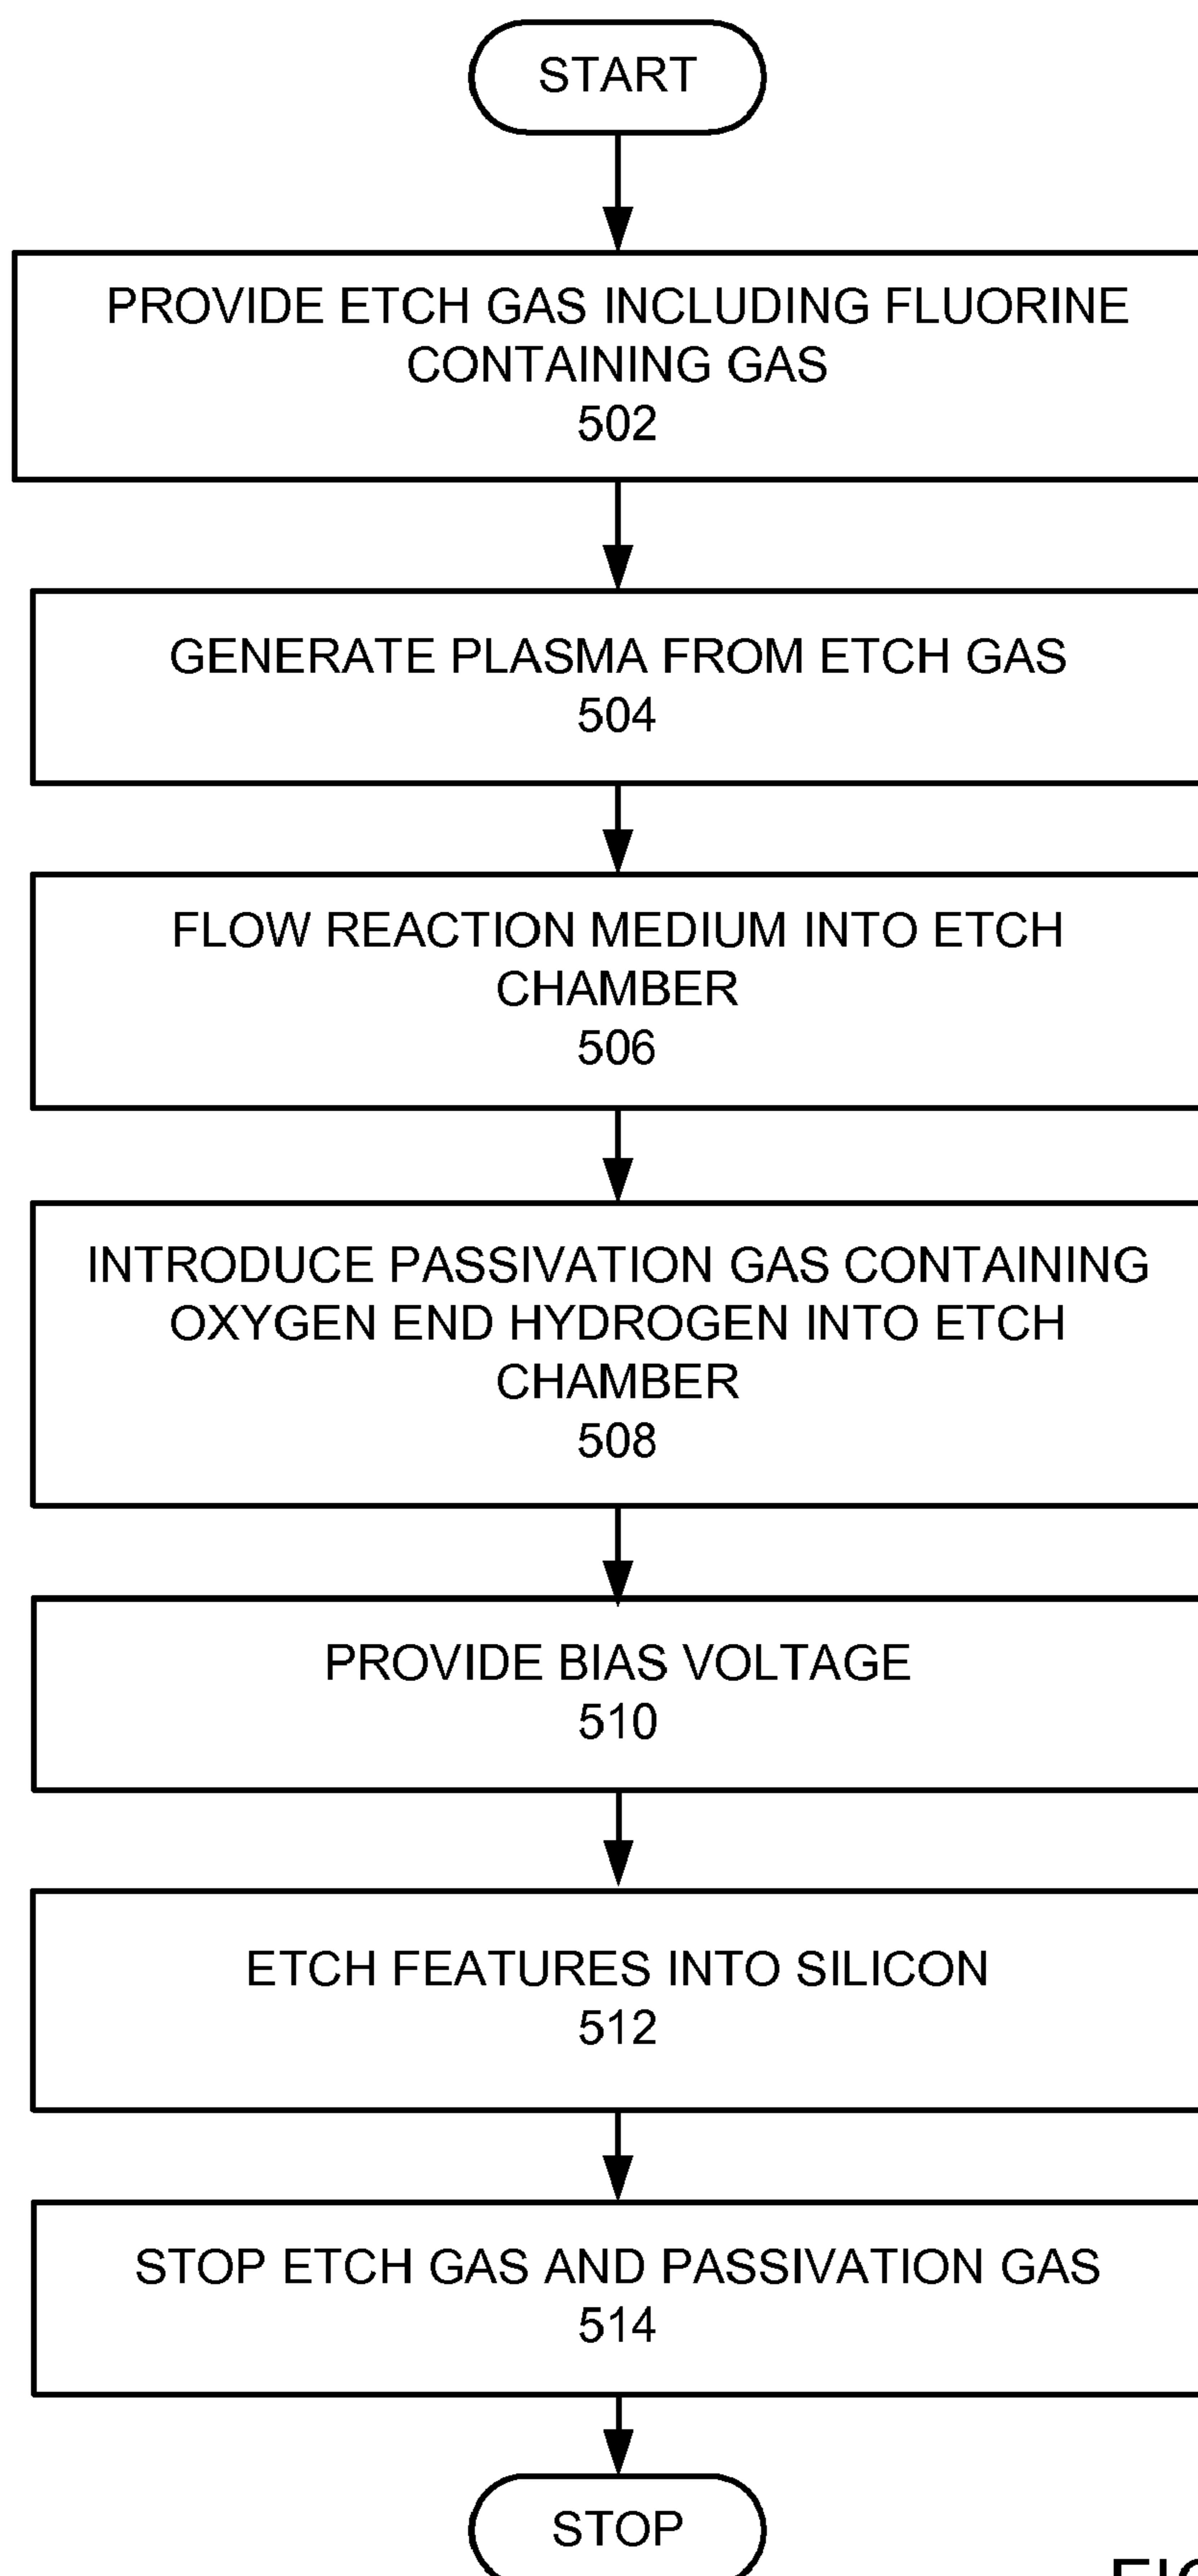 START
PROVIDE ETCH GAS INCLUDING FLUORINE
CONTAINING GAS
502
GENERATE PLASMA FROM ETCH GAS
504
FLOW REACTION MEDIUM INTO ETCH
CHAMBER
506
INTRODUCE PASSIVATION GAS CONTAINING
OXYGEN END HYDROGEN INTO ETCH
CHAMBER
508
PROVIDE BIAS VOLTAGE
510
ETCH FEATURES INTO SILICON
512
STOP ETCH GAS AND PASSIVATION GAS
514
STOP